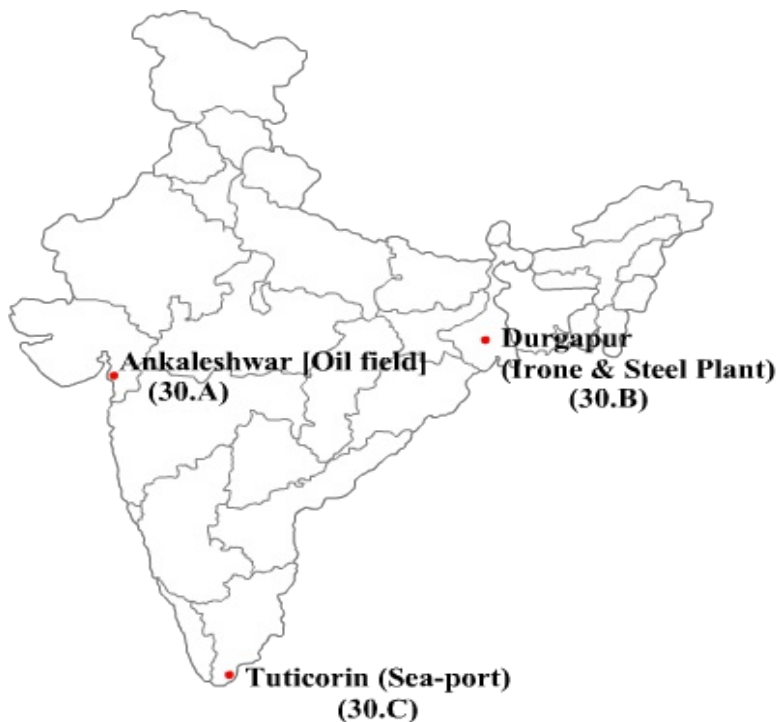 Durgapur
(Irone & Steel Plant)
(30.B)
Ankaleshwar [Oil field]
(30.A)
Tuticorin (Sea-port)
(30.C)